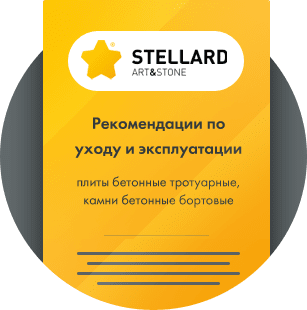 STELLARD
ART&STONE
Рекомендации по
уходу и эксплуатации
плиты бетонные тротуарные,
камни бетонные бортовые